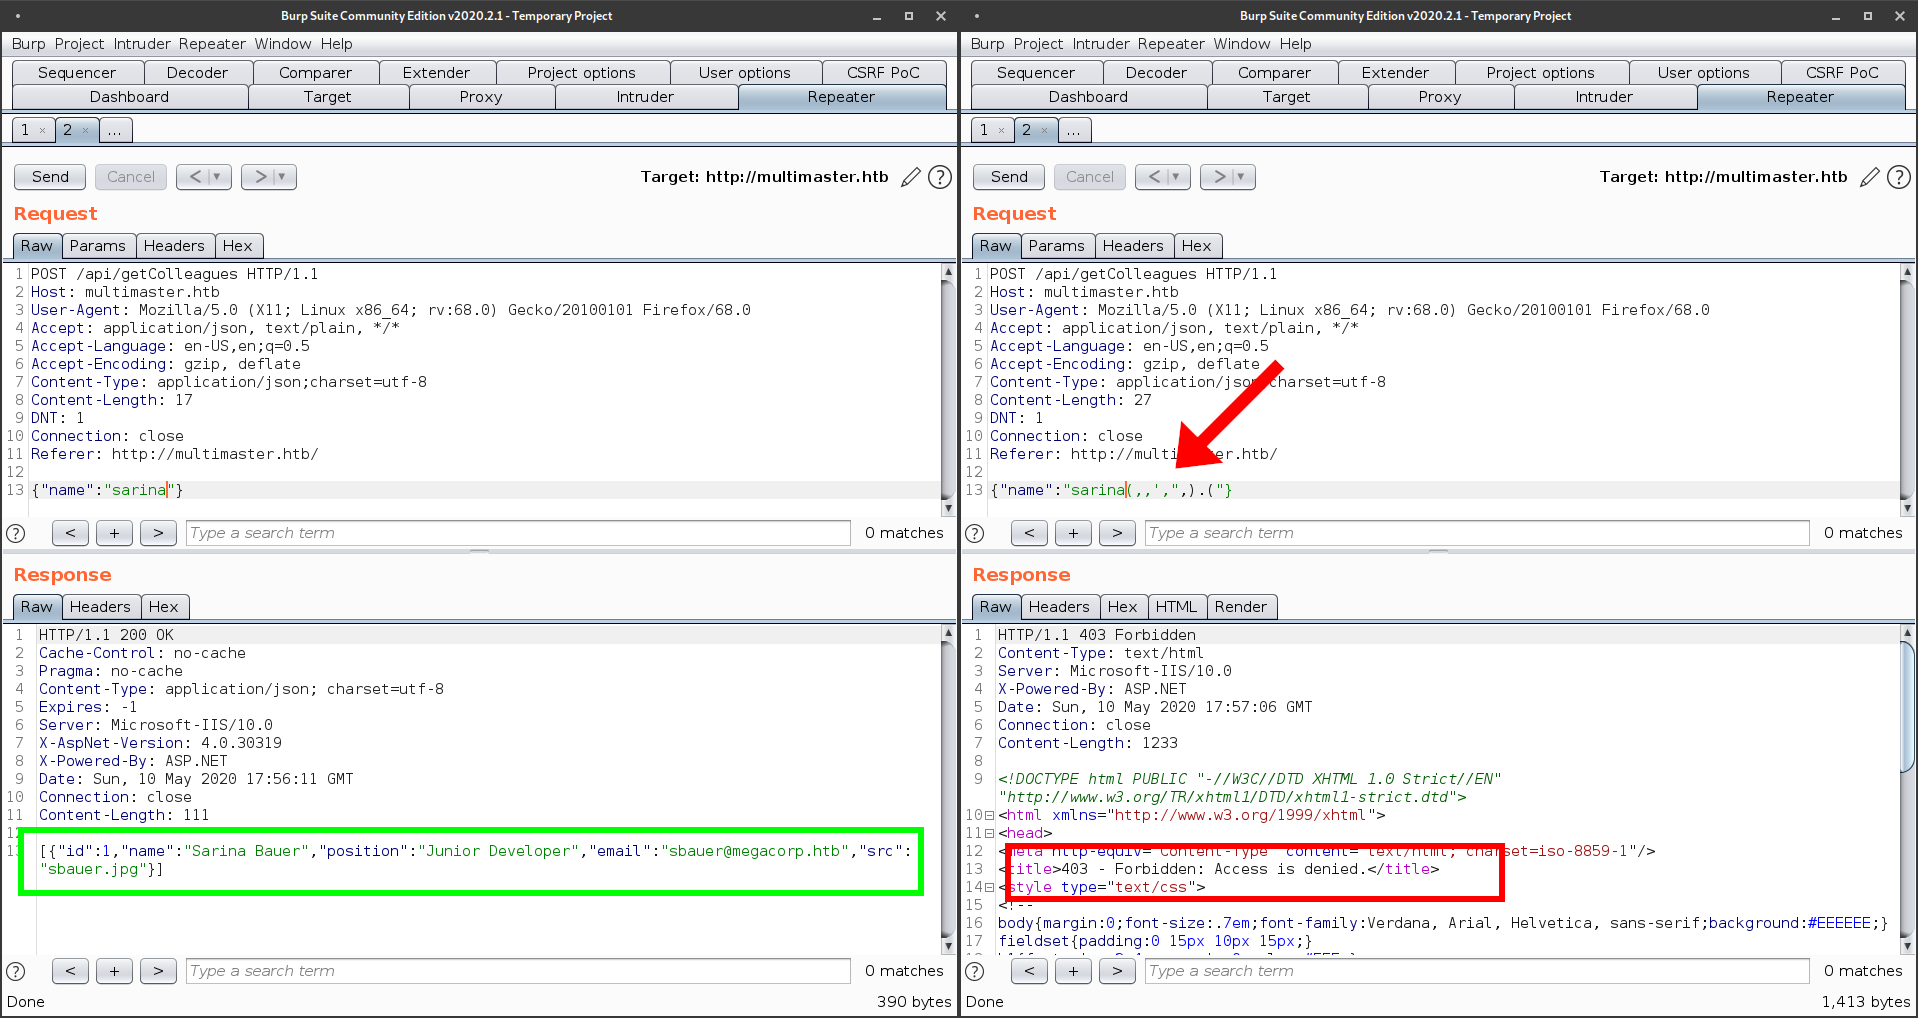 Burp Suite Community Edition v2020.2.1 - Temporary Project
Burp Project Intruder Repeater Window Help
Sequencer Decoder Comparer Extender Project options User options CSRF PoC
Dashboard Target Proxy Intruder Repeater
1 × 2 × ...
Send Cancel < ▼ > ▼ Target: http://multimaster.htb ?
Request
Raw Params Headers Hex
1 POST /api/getColleagues HTTP/1.1
2 Host: multimaster.htb
3 User-Agent: Mozilla/5.0 (X11; Linux x86_64; rv:68.0) Gecko/20100101 Firefox/68.0
4 Accept: application/json, text/plain, */*
5 Accept-Language: en-US,en;q=0.5
6 Accept-Encoding: gzip, deflate
7 Content-Type: application/json;charset=utf-8
8 Content-Length: 17
9 DNT: 1
10 Connection: close
11 Referer: http://multimaster.htb/
12
13 {"name":"sarina"}
? < + > Type a search term 0 matches
Response
Raw Headers Hex
1 HTTP/1.1 200 OK
2 Cache-Control: no-cache
3 Pragma: no-cache
4 Content-Type: application/json; charset=utf-8
5 Expires: -1
6 Server: Microsoft-IIS/10.0
7 X-AspNet-Version: 4.0.30319
8 X-Powered-By: ASP.NET
9 Date: Sun, 10 May 2020 17:56:11 GMT
10 Connection: close
11 Content-Length: 111
[{"id":1,"name":"Sarina Bauer","position":"Junior Developer","email":"sbauer@megacorp.htb","src":
"sbauer.jpg"}]
? < + > Type a search term 0 matches
Done 390 bytes
Burp Suite Community Edition v2020.2.1 - Temporary Project
Burp Project Intruder Repeater Window Help
Sequencer Decoder Comparer Extender Project options User options CSRF PoC
Dashboard Target Proxy Intruder Repeater
1 × 2 × ...
Send Cancel < ▼ > ▼ Target: http://multimaster.htb ?
Request
Raw Params Headers Hex
1 POST /api/getColleagues HTTP/1.1
2 Host: multimaster.htb
3 User-Agent: Mozilla/5.0 (X11; Linux x86_64; rv:68.0) Gecko/20100101 Firefox/68.0
4 Accept: application/json, text/plain, */*
5 Accept-Language: en-US,en;q=0.5
6 Accept-Encoding: gzip, deflate
7 Content-Type: application/json;charset=utf-8
8 Content-Length: 27
9 DNT: 1
10 Connection: close
11 Referer: http://multimaster.htb/
12
13 {"name":"sarina(,,',",).("}
? < + > Type a search term 0 matches
Response
Raw Headers Hex HTML Render
1 HTTP/1.1 403 Forbidden
2 Content-Type: text/html
3 Server: Microsoft-IIS/10.0
4 X-Powered-By: ASP.NET
5 Date: Sun, 10 May 2020 17:57:06 GMT
6 Connection: close
7 Content-Length: 1233
8
9 <!DOCTYPE html PUBLIC "-//W3C//DTD XHTML 1.0 Strict//EN"
"http://www.w3.org/TR/xhtml1/DTD/xhtml1-strict.dtd">
10 <html xmlns="http://www.w3.org/1999/xhtml">
11 <head>
12 <meta http-equiv="Content-Type" content="text/html; charset=iso-8859-1"/>
13 <title>403 - Forbidden: Access is denied.</title>
14 <style type="text/css">
15 <!--
16 body{margin:0;font-size:.7em;font-family:Verdana, Arial, Helvetica, sans-serif;background:#EEEEEE;}
17 fieldset{padding:0 15px 10px 15px;}
? < + > Type a search term 0 matches
Done 1,413 bytes